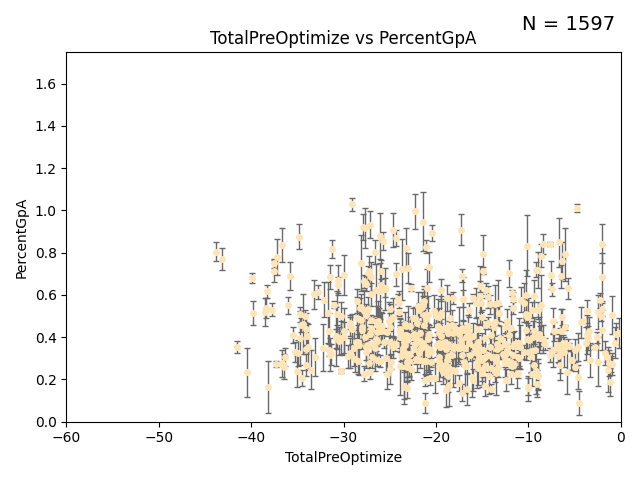 N = 1597
TotalPreOptimize vs PercentGpA
1.6
1.4
1.2
1.0
0.8
0.6
0.4
0.2
0.0
PercentGpA
−60 −50 −40 −30 −20 −10 0
TotalPreOptimize